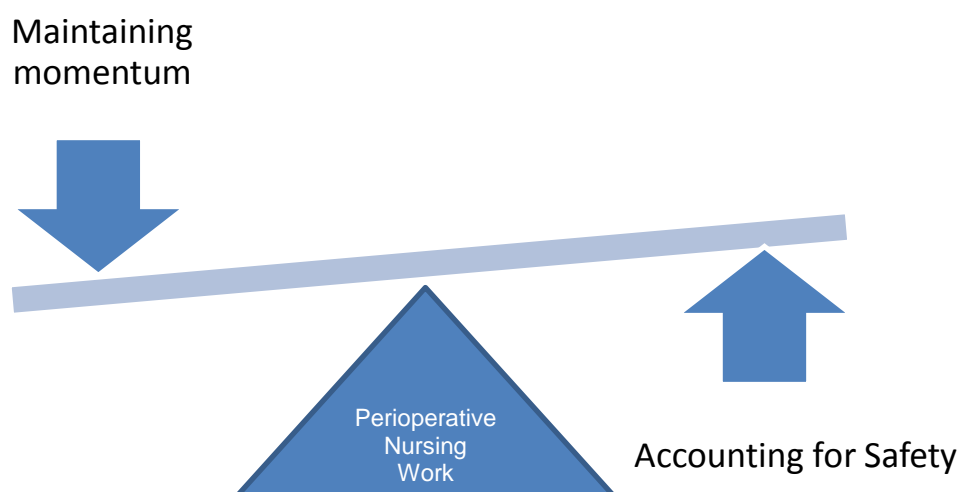 Maintaining
momentum
Perioperative
Nursing
Work
Accounting for Safety